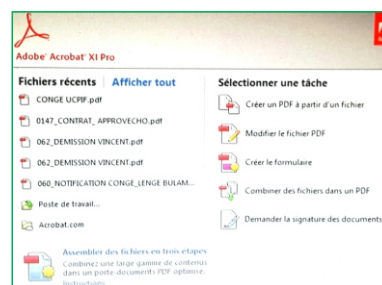 Adobe® Acrobat® XI Pro
Fichiers récents Afficher tout
CONGE UCPIF.pdf
0147_CONTRAT_ APPROVECHO.pdf
062_DEMISSION VINCENT.pdf
062_DEMISSION VINCENT.pdf
060_NOTIFICATION CONGE_LENGE BULAM...
Poste de travail...
Acrobat.com
Sélectionner une tâche
Créer un PDF à partir d'un fichier
Modifier le fichier PDF
Créer le formulaire
Combiner des fichiers dans un PDF
Demander la signature des documents
Assembler des fichiers en trois étapes
Combinez une large gamme de contenus
dans un porte-documents PDF optimisé.
Instructions